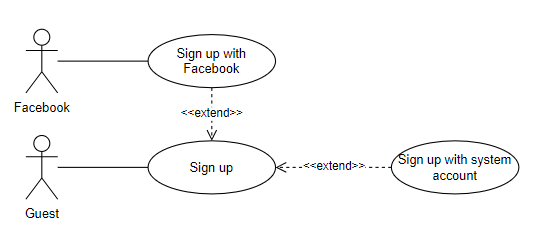 Sign up with
Facebook
Facebook
<<extend>>
Sign up
<<extend>>
Sign up with system
account
Guest